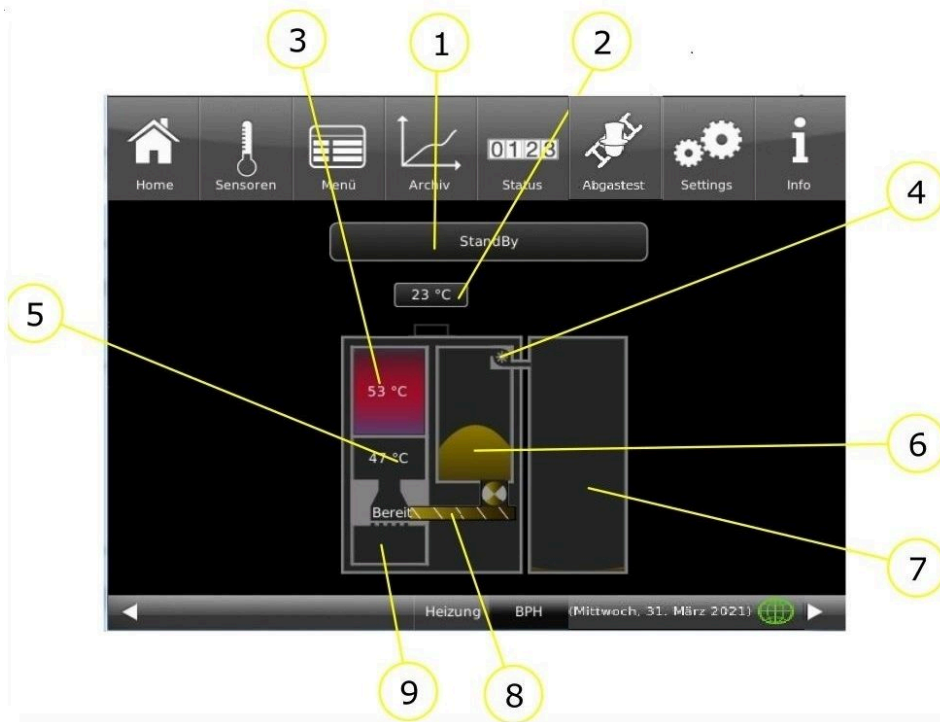 3
1
2
0123
Home
Sensoren
Menü
Archiv
Status
Abgastest
Settings
Info
4
StandBy
23 °C
5
53 °C
6
47 °C
Bereit
7
Heizung
BPH
(Mittwoch, 31. März 2021)
9
8